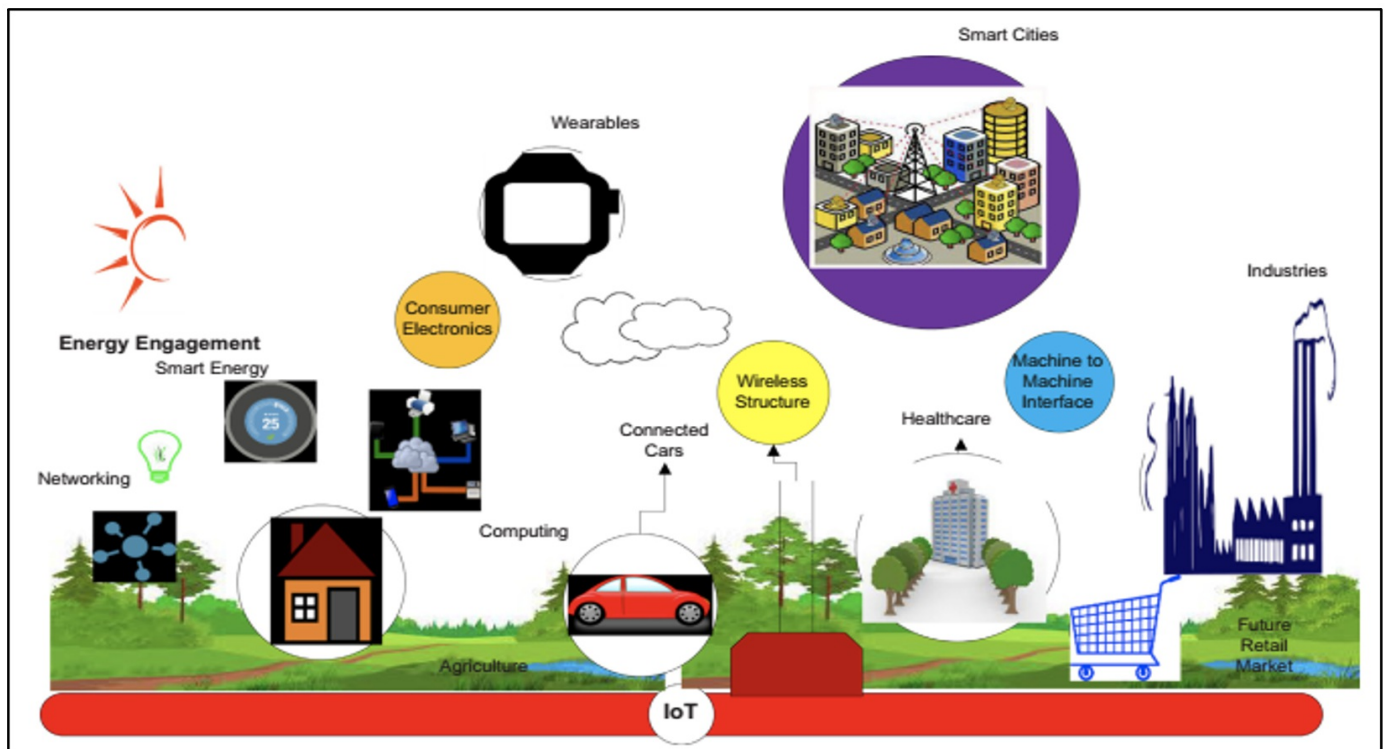 Smart Cities
Wearables
Industries
Consumer
Electronics
Energy Engagement
Smart Energy
25
Wireless
Structure
Machine to
Machine
Interface
Healthcare
Connected
Cars
Networking
Computing
Agriculture
Future
Retail
Market
IoT